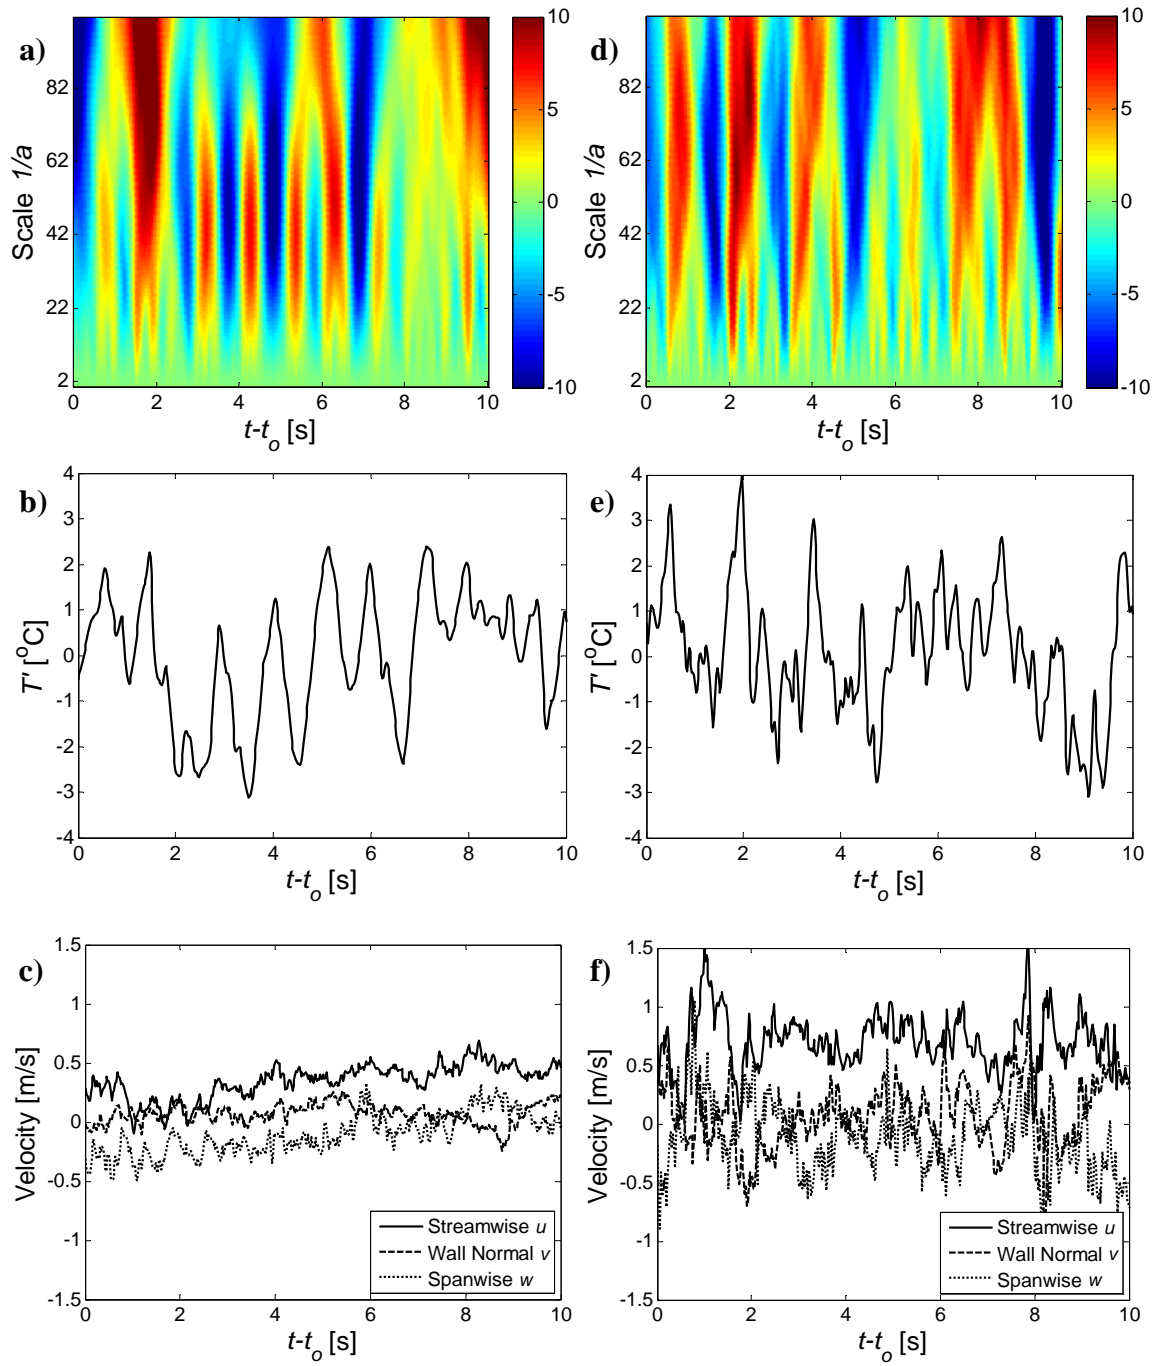 a)
Scale 1/a
82
62
42
22
2
0 2 4 6 8 10
t-to [s]
10
5
0
-5
-10
d)
Scale 1/a
82
62
42
22
2
0 2 4 6 8 10
t-to [s]
10
5
0
-5
-10
b)
T' [oC]
4
3
2
1
0
-1
-2
-3
-4
0 2 4 6 8 10
t-to [s]
e)
T' [oC]
4
3
2
1
0
-1
-2
-3
-4
0 2 4 6 8 10
t-to [s]
c)
Velocity [m/s]
1.5
1
0.5
0
-0.5
-1
-1.5
0 2 4 6 8 10
t-to [s]
Streamwise u
Wall Normal v
Spanwise w
f)
Velocity [m/s]
1.5
1
0.5
0
-0.5
-1
-1.5
0 2 4 6 8 10
t-to [s]
Streamwise u
Wall Normal v
Spanwise w